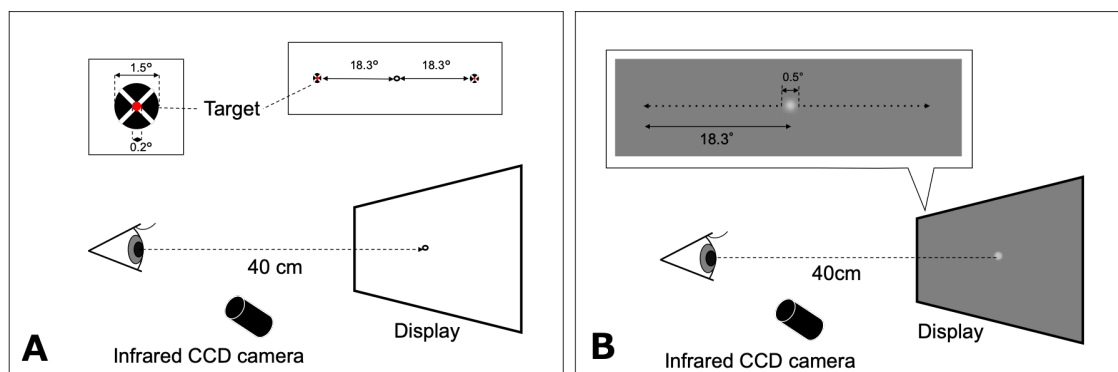 1.5°
18.3° 18.3°
Target
0.2°
40 cm
Display
Infrared CCD camera
A
0.5°
18.3°
40cm
Display
Infrared CCD camera
B